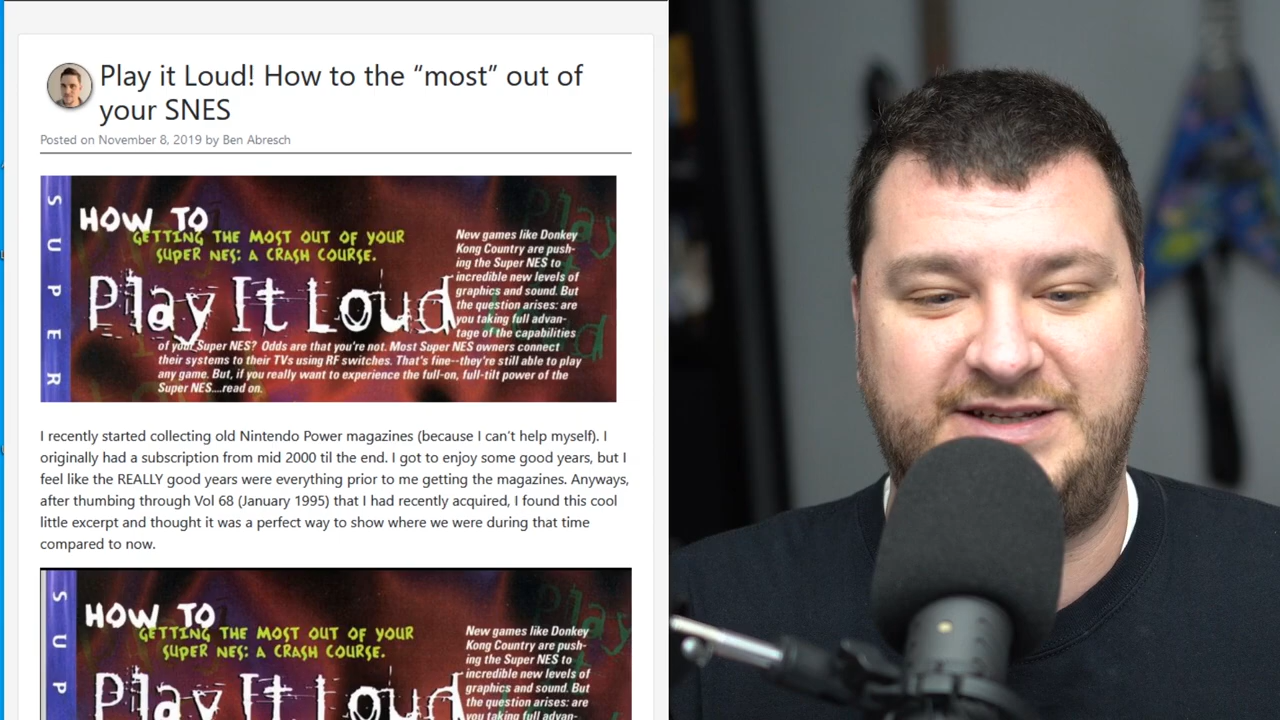 Play it Loud! How to the “most” out of
your SNES
Posted on November 8, 2019 by Ben Abresch
SUPER
HOW TO
GETTING THE MOST OUT OF YOUR
SUPER NES: A CRASH COURSE.
Play It Loud
New games like Donkey
Kong Country are push-
ing the Super NES to
incredible new levels of
graphics and sound. But
the question arises: are
you taking full advan-
tage of the capabilities
of your Super NES? Odds are that you're not. Most Super NES owners connect
their systems to their TVs using RF switches. That's fine--they're still able to play
any game. But, if you really want to experience the full-on, full-tilt power of the
Super NES....read on.
Play
It
Loud
I recently started collecting old Nintendo Power magazines (because I can’t help myself). I
originally had a subscription from mid 2000 til the end. I got to enjoy some good years, but I
feel like the REALLY good years were everything prior to me getting the magazines. Anyways,
after thumbing through Vol 68 (January 1995) that I had recently acquired, I found this cool
little excerpt and thought it was a perfect way to show where we were during that time
compared to now.
SUP
HOW TO
GETTING THE MOST OUT OF YOUR
SUPER NES: A CRASH COURSE.
Play It Loud
New games like Donkey
Kong Country are push-
ing the Super NES to
incredible new levels of
graphics and sound. But
the question arises: are
you taking full advan-
Play